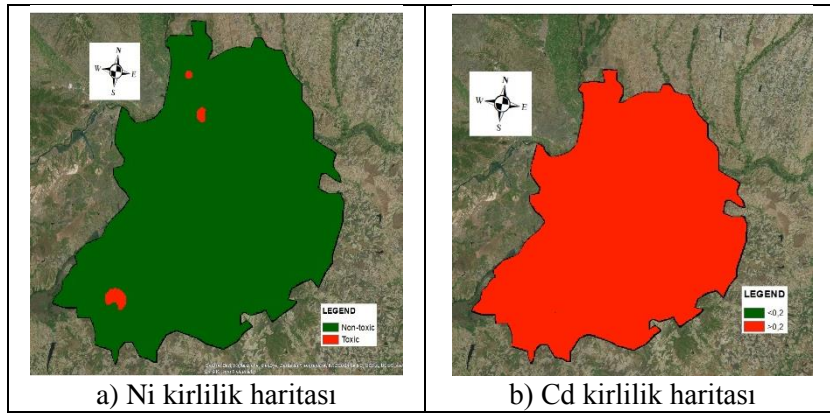 N
W E
S
LEGEND
Non-toxic
Toxic
a) Ni kirlilik haritası
N
W E
S
LEGEND
<0,2
>0,2
b) Cd kirlilik haritası